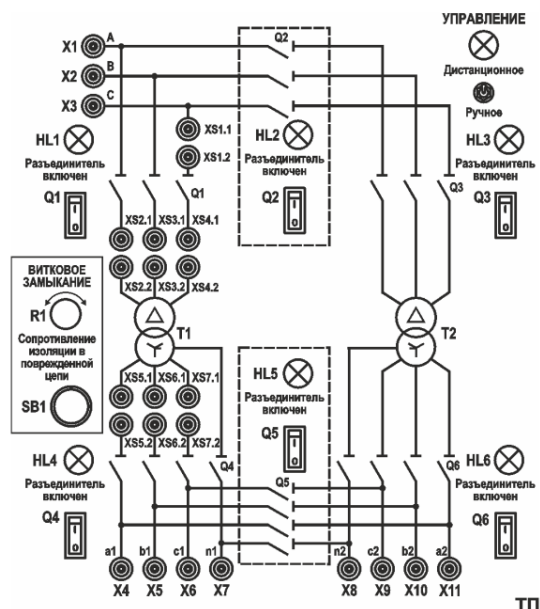 УПРАВЛЕНИЕ
Дистанционное
Ручное
X1 A
X2 B
X3 C
Q2
XS1.1
XS1.2
HL1
Разъединитель
включен
Q1
Q1
HL2
Разъединитель
включен
Q2
HL3
Разъединитель
включен
Q3
Q3
XS2.1 XS3.1 XS4.1
XS2.2 XS3.2 XS4.2
ВИТКОВОЕ
ЗАМЫКАНИЕ
R1
Сопротивление
изоляции в
поврежденной
цепи
SB1
T1
T2
XS5.1 XS6.1 XS7.1
XS5.2 XS6.2 XS7.2
HL4
Разъединитель
включен
Q4
Q4
HL5
Разъединитель
включен
Q5
Q5
HL6
Разъединитель
включен
Q6
Q6
a1 b1 c1 n1 n2 c2 b2 a2
X4 X5 X6 X7 X8 X9 X10 X11
ТП